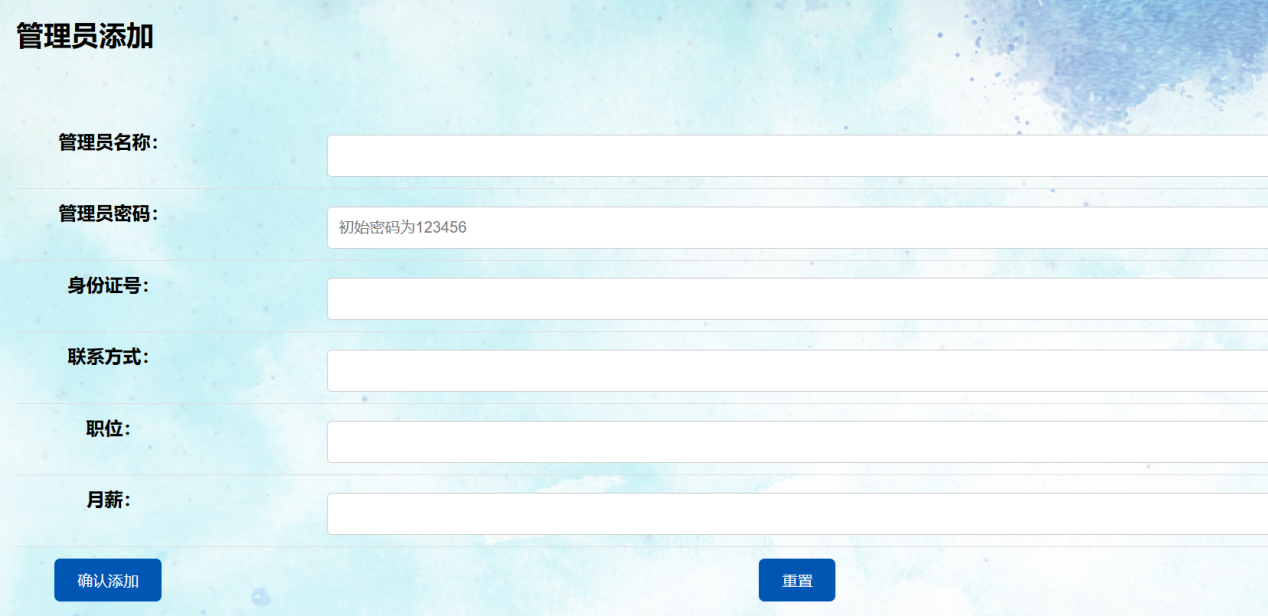 管理员添加
管理员名称：
管理员密码：
初始密码为123456
身份证号：
联系方式：
职位：
月薪：
确认添加
重置